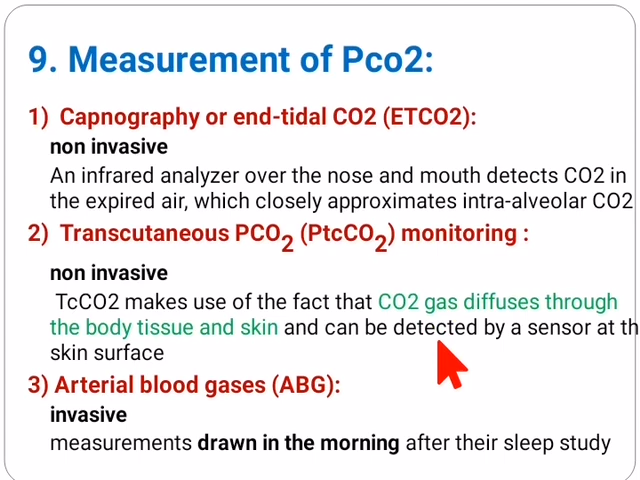 9. Measurement of Pco2:
1) Capnography or end-tidal CO2 (ETCO2):
non invasive
An infrared analyzer over the nose and mouth detects CO2 in
the expired air, which closely approximates intra-alveolar CO2
2) Transcutaneous PCO2 (PtcCO2) monitoring :
non invasive
TcCO2 makes use of the fact that CO2 gas diffuses through
the body tissue and skin and can be detected by a sensor at th
skin surface
3) Arterial blood gases (ABG):
invasive
measurements drawn in the morning after their sleep study